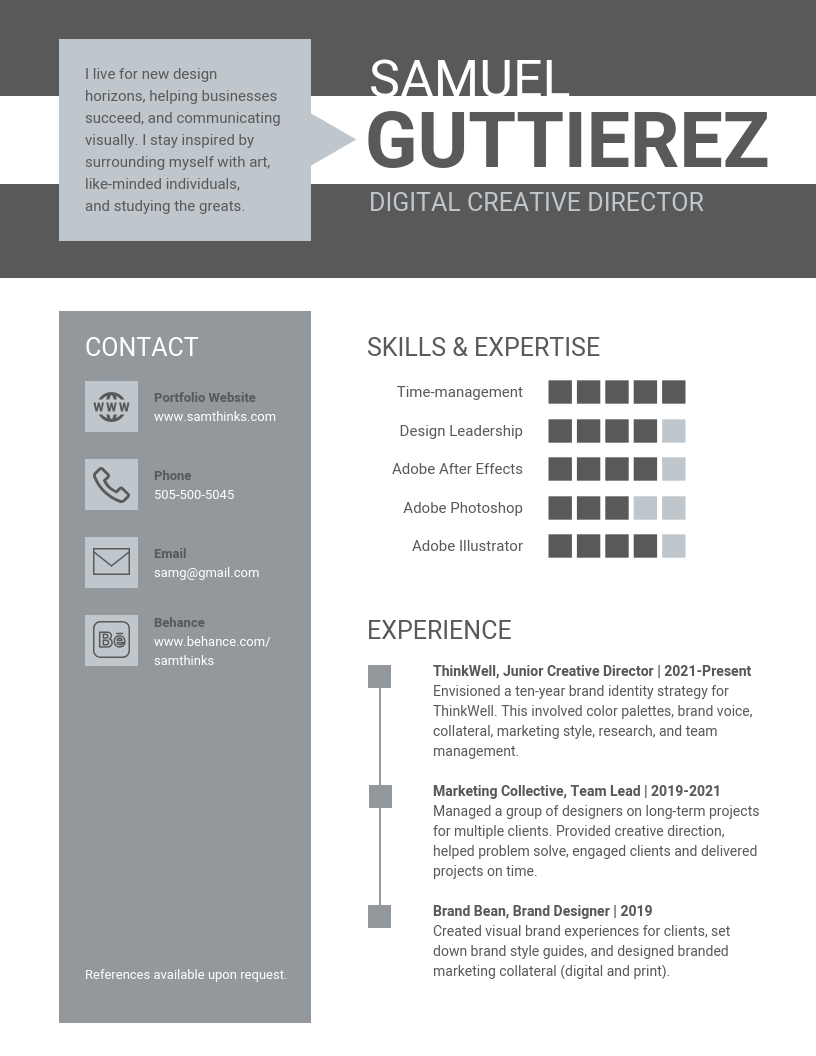 I live for new design
horizons, helping businesses
succeed, and communicating
visually. I stay inspired by
surrounding myself with art,
like-minded individuals,
and studying the greats.
SAMUEL
GUTTIEREZ
DIGITAL CREATIVE DIRECTOR
CONTACT
WWW
Portfolio Website
www.samthinks.com
Phone
505-500-5045
Email
samg@gmail.com
Bē
Behance
www.behance.com/
samthinks
References available upon request.
SKILLS & EXPERTISE
Time-management
Design Leadership
Adobe After Effects
Adobe Photoshop
Adobe Illustrator
EXPERIENCE
ThinkWell, Junior Creative Director | 2021-Present
Envisioned a ten-year brand identity strategy for
ThinkWell. This involved color palettes, brand voice,
collateral, marketing style, research, and team
management.
Marketing Collective, Team Lead | 2019-2021
Managed a group of designers on long-term projects
for multiple clients. Provided creative direction,
helped problem solve, engaged clients and delivered
projects on time.
Brand Bean, Brand Designer | 2019
Created visual brand experiences for clients, set
down brand style guides, and designed branded
marketing collateral (digital and print).